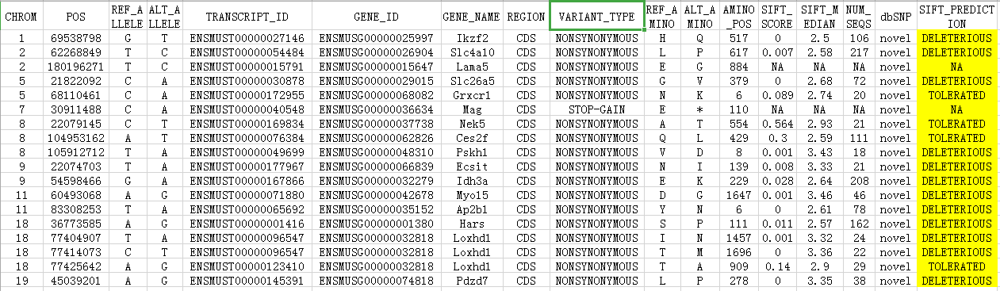 CHROM POS REF_ALLELE ALT_ALLELE TRANSCRIPT_ID GENE_ID GENE_NAME REGION VARIANT_TYPE REF_AMINO ALT_AMINO AMINO_POS SIFT_SCORE SIFT_MEDIAN NUM_SEQS dbSNP SIFT_PREDICTION
1 69538798 G T ENSMUST00000027146 ENSMUSG00000025997 Ikzf2 CDS NONSYNONYMOUS H Q 517 0 2.5 106 novel DELETERIOUS
2 62268849 T C ENSMUST00000054484 ENSMUSG00000026904 Slc4a10 CDS NONSYNONYMOUS L P 617 0.007 2.58 217 novel DELETERIOUS
2 180196271 T C ENSMUST00000015791 ENSMUSG00000015647 Lama5 CDS NONSYNONYMOUS E G 884 NA NA NA novel NA
5 21822092 C A ENSMUST00000030878 ENSMUSG00000029015 Slc26a5 CDS NONSYNONYMOUS G V 379 0 2.68 72 novel DELETERIOUS
5 68110461 C A ENSMUST00000172955 ENSMUSG00000068082 Grxcr1 CDS NONSYNONYMOUS N K 6 0.089 2.74 20 novel TOLERATED
7 30911488 C A ENSMUST00000040548 ENSMUSG00000036634 Mag CDS STOP-GAIN E * 110 NA NA NA novel NA
8 22079145 C T ENSMUST00000169834 ENSMUSG00000037738 Nek5 CDS NONSYNONYMOUS A T 554 0.564 2.93 21 novel TOLERATED
8 104953162 A T ENSMUST00000076384 ENSMUSG00000062826 Ces2f CDS NONSYNONYMOUS Q L 429 0.3 2.59 111 novel TOLERATED
8 105912712 T A ENSMUST00000049699 ENSMUSG00000048310 Pskh1 CDS NONSYNONYMOUS V D 8 0.001 3.43 18 novel DELETERIOUS
9 22074703 T A ENSMUST00000177967 ENSMUSG00000066839 Ecsit CDS NONSYNONYMOUS N I 139 0.008 3.33 21 novel DELETERIOUS
9 54598466 G A ENSMUST00000167866 ENSMUSG00000032279 Idh3a CDS NONSYNONYMOUS E K 229 0.028 2.64 208 novel DELETERIOUS
11 60493068 A G ENSMUST00000071880 ENSMUSG00000042678 Myo15 CDS NONSYNONYMOUS D G 1647 0.001 3.46 46 novel DELETERIOUS
11 83308253 T A ENSMUST00000065692 ENSMUSG00000035152 Ap2b1 CDS NONSYNONYMOUS Y N 6 0 2.61 78 novel DELETERIOUS
18 36773585 A G ENSMUST00000001416 ENSMUSG00000001380 Hars CDS NONSYNONYMOUS S P 111 0.011 2.57 162 novel DELETERIOUS
18 77404907 T A ENSMUST00000096547 ENSMUSG00000032818 Loxhd1 CDS NONSYNONYMOUS I N 1457 0.001 3.32 24 novel DELETERIOUS
18 77414073 C T ENSMUST00000096547 ENSMUSG00000032818 Loxhd1 CDS NONSYNONYMOUS T M 1696 0 3.36 22 novel DELETERIOUS
18 77425642 A G ENSMUST00000123410 ENSMUSG00000032818 Loxhd1 CDS NONSYNONYMOUS T A 909 0.14 2.9 29 novel TOLERATED
19 45039201 A G ENSMUST00000145391 ENSMUSG00000074818 Pdzd7 CDS NONSYNONYMOUS L P 278 0 3.35 38 novel DELETERIOUS